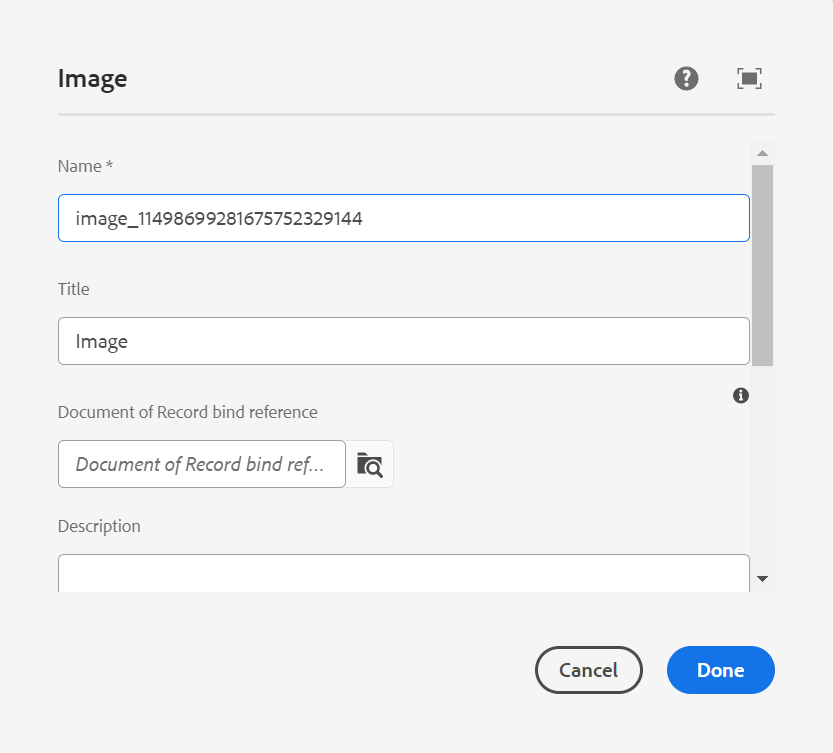 Image
Name *
image_11498699281675752329144
Title
Image
Document of Record bind reference
Document of Record bind ref...
Description
Cancel Done